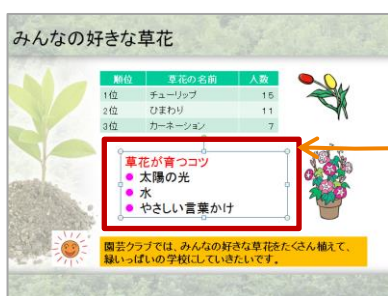 みんなの好きな草花
順位 草花の名前 人数
1位 チューリップ 15
2位 ひまわり 11
3位 カーネーション 7
草花が育つコツ
● 太陽の光
● 水
● やさしい言葉かけ
園芸クラブでは、みんなの好きな草花をたくさん植えて、
緑いっぱいの学校にしていきたいです。